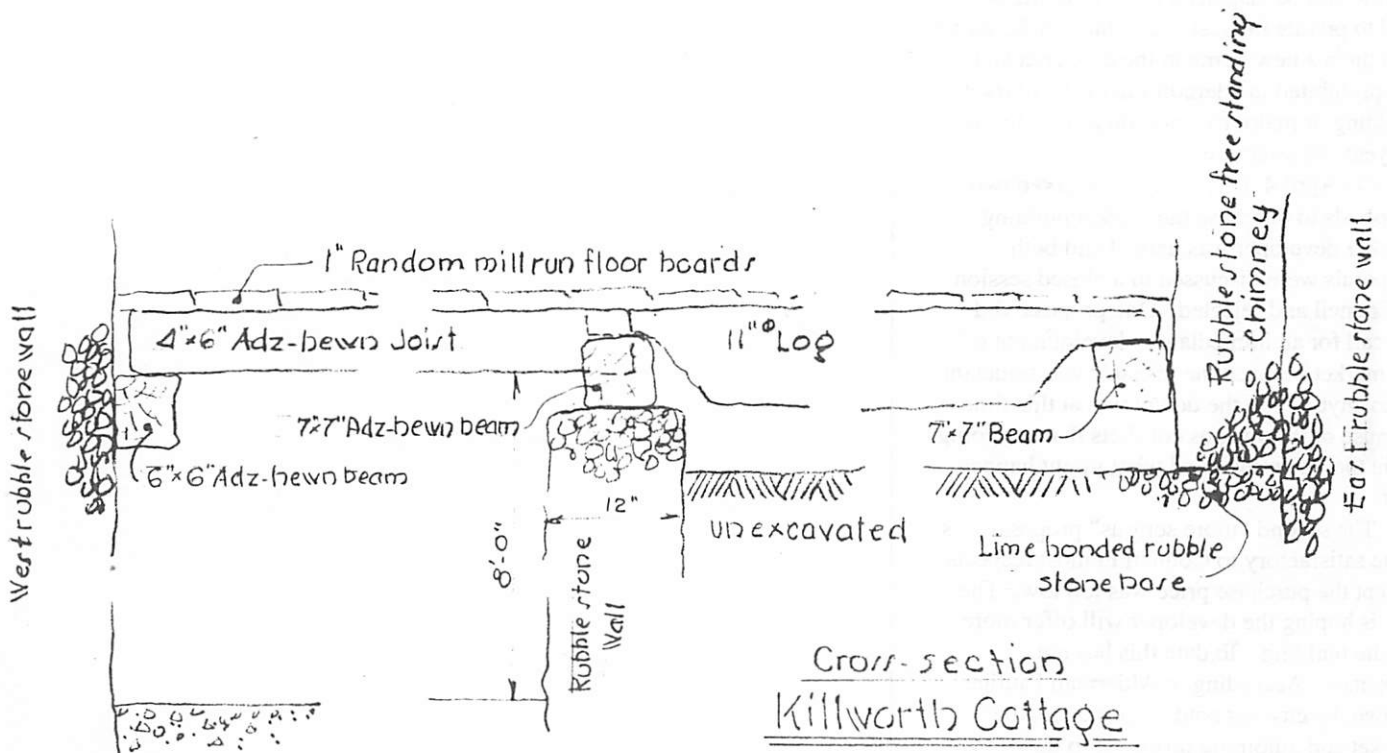 1" Random mill run floor boards
4"x6" Adz-hewn Joist
11"ø Log
7"x7" Adz-hewn beam
6"x6" Adz-hewn beam
7"x7" Beam
12"
8'-0"
unexcavated
Rubble stone
Wall
Lime bonded rubble
stone base
West rubble stone wall
Rubble stone free standing
chimney
East rubble stone wall
Cross-section
Killworth Cottage